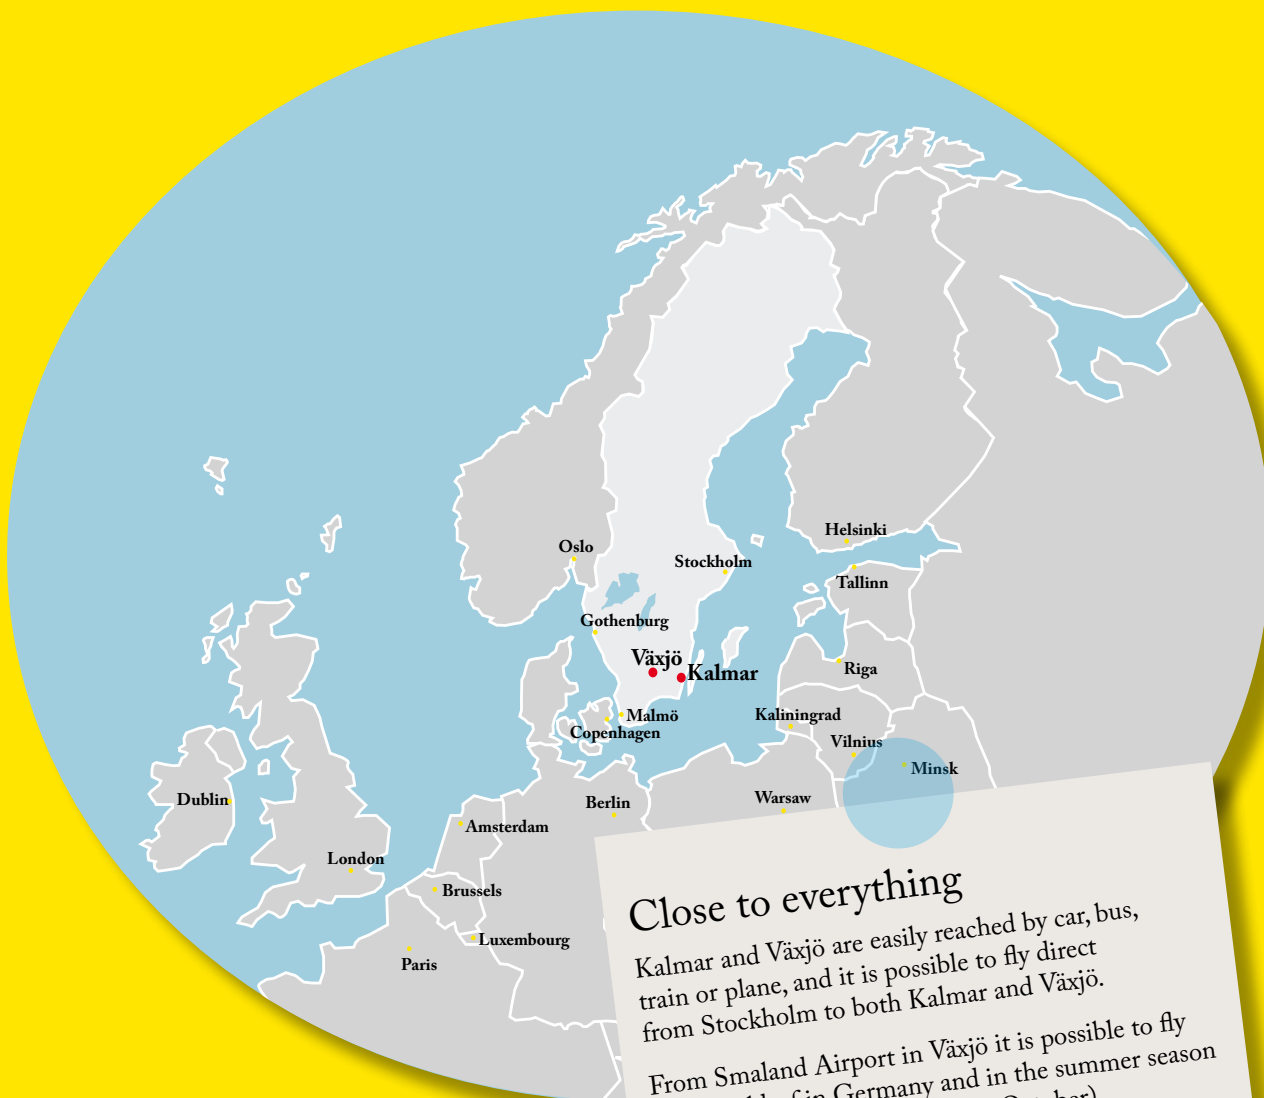 Helsinki
Oslo
Stockholm
Tallinn
Gothenburg
Växjö
Kalmar
Riga
Malmö
Kaliningrad
Copenhagen
Vilnius
Minsk
Dublin
Berlin
Warsaw
Amsterdam
London
Brussels
Luxembourg
Paris
Close to everything
Kalmar and Växjö are easily reached by car, bus,
train or plane, and it is possible to fly direct
from Stockholm to both Kalmar and Växjö.
From Smaland Airport in Växjö it is possible to fly
in Germany and in the summer season